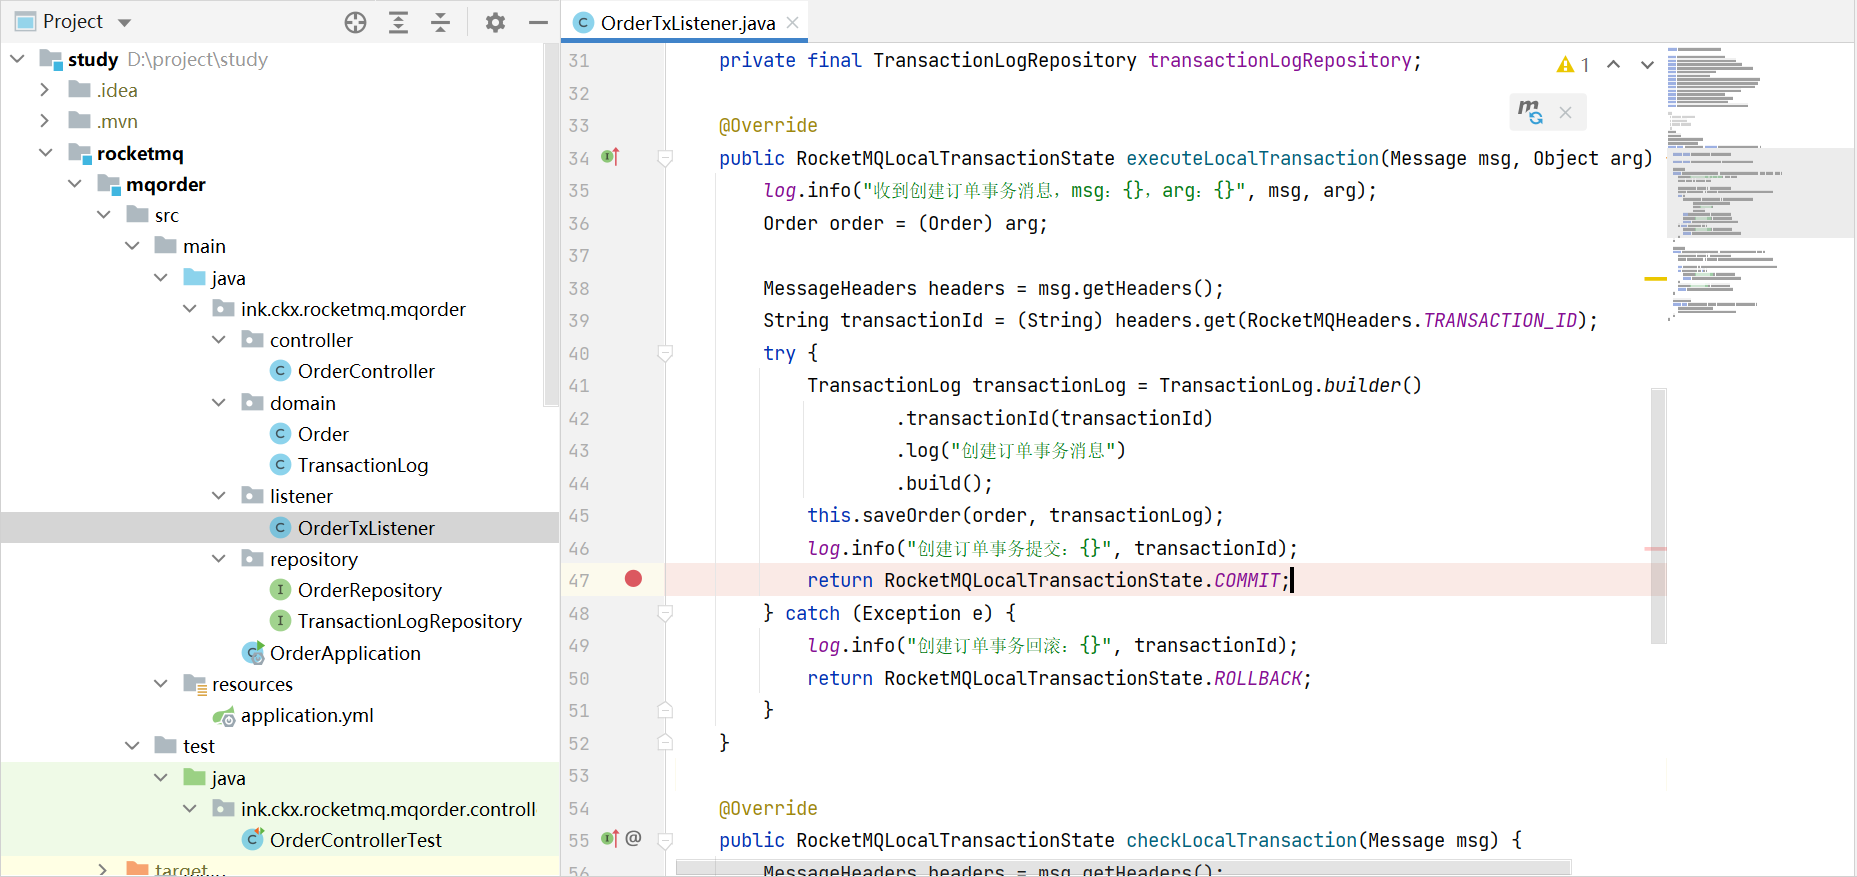 Project
study D:\project\study
.idea
.mvn
rocketmq
mqorder
src
main
java
ink.ckx.rocketmq.mqorder
controller
OrderController
domain
Order
TransactionLog
listener
OrderTxListener
repository
OrderRepository
TransactionLogRepository
OrderApplication
resources
application.yml
test
java
ink.ckx.rocketmq.mqorder.controll
OrderControllerTest
target
OrderTxListener.java
1
31 private final TransactionLogRepository transactionLogRepository;
32
33 @Override
34 public RocketMQLocalTransactionState executeLocalTransaction(Message msg, Object arg)
35 log.info("收到创建订单事务消息，msg：{}，arg：{}", msg, arg);
36 Order order = (Order) arg;
37
38 MessageHeaders headers = msg.getHeaders();
39 String transactionId = (String) headers.get(RocketMQHeaders.TRANSACTION_ID);
40 try {
41 TransactionLog transactionLog = TransactionLog.builder()
42 .transactionId(transactionId)
43 .log("创建订单事务消息")
44 .build();
45 this.saveOrder(order, transactionLog);
46 log.info("创建订单事务提交：{}", transactionId);
47 return RocketMQLocalTransactionState.COMMIT;
48 } catch (Exception e) {
49 log.info("创建订单事务回滚：{}", transactionId);
50 return RocketMQLocalTransactionState.ROLLBACK;
51 }
52 }
53
54 @Override
55 @ public RocketMQLocalTransactionState checkLocalTransaction(Message msg) {
56 MessageHeaders headers = msg.getHeaders();